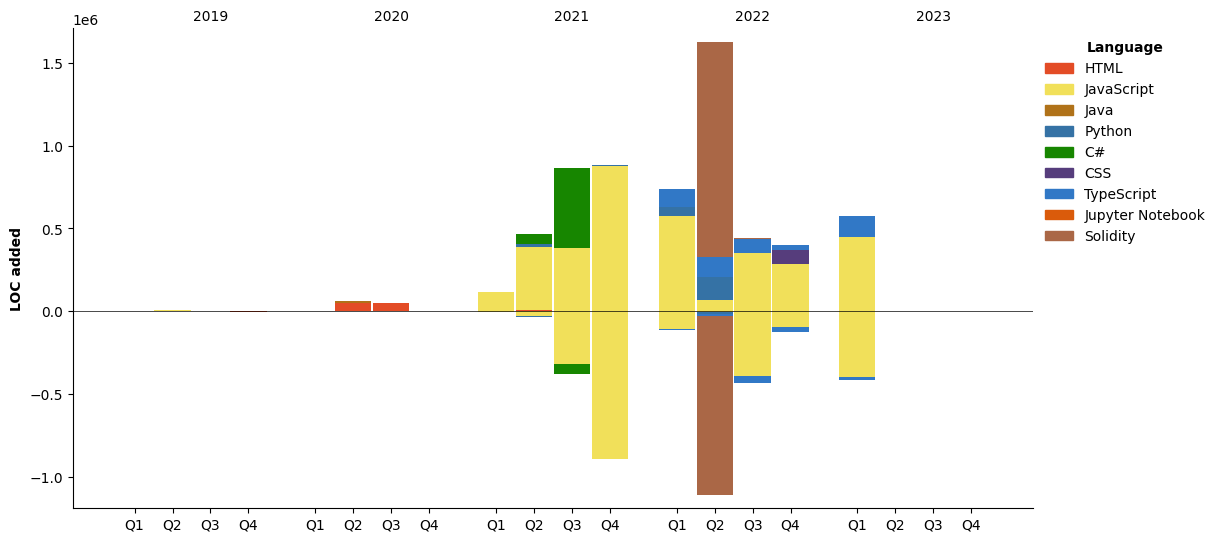 1e6
2019 2020 2021 2022 2023
Language
HTML
JavaScript
Java
Python
C#
CSS
TypeScript
Jupyter Notebook
Solidity
LOC added
1.5
1.0
0.5
0.0
−0.5
−1.0
Q1 Q2 Q3 Q4 Q1 Q2 Q3 Q4 Q1 Q2 Q3 Q4 Q1 Q2 Q3 Q4 Q1 Q2 Q3 Q4